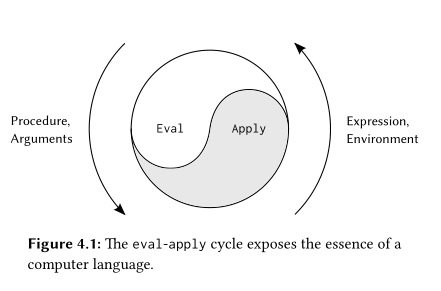 Procedure,
Arguments
Eval
Apply
Expression,
Environment
Figure 4.1: The eval-apply cycle exposes the essence of a
computer language.